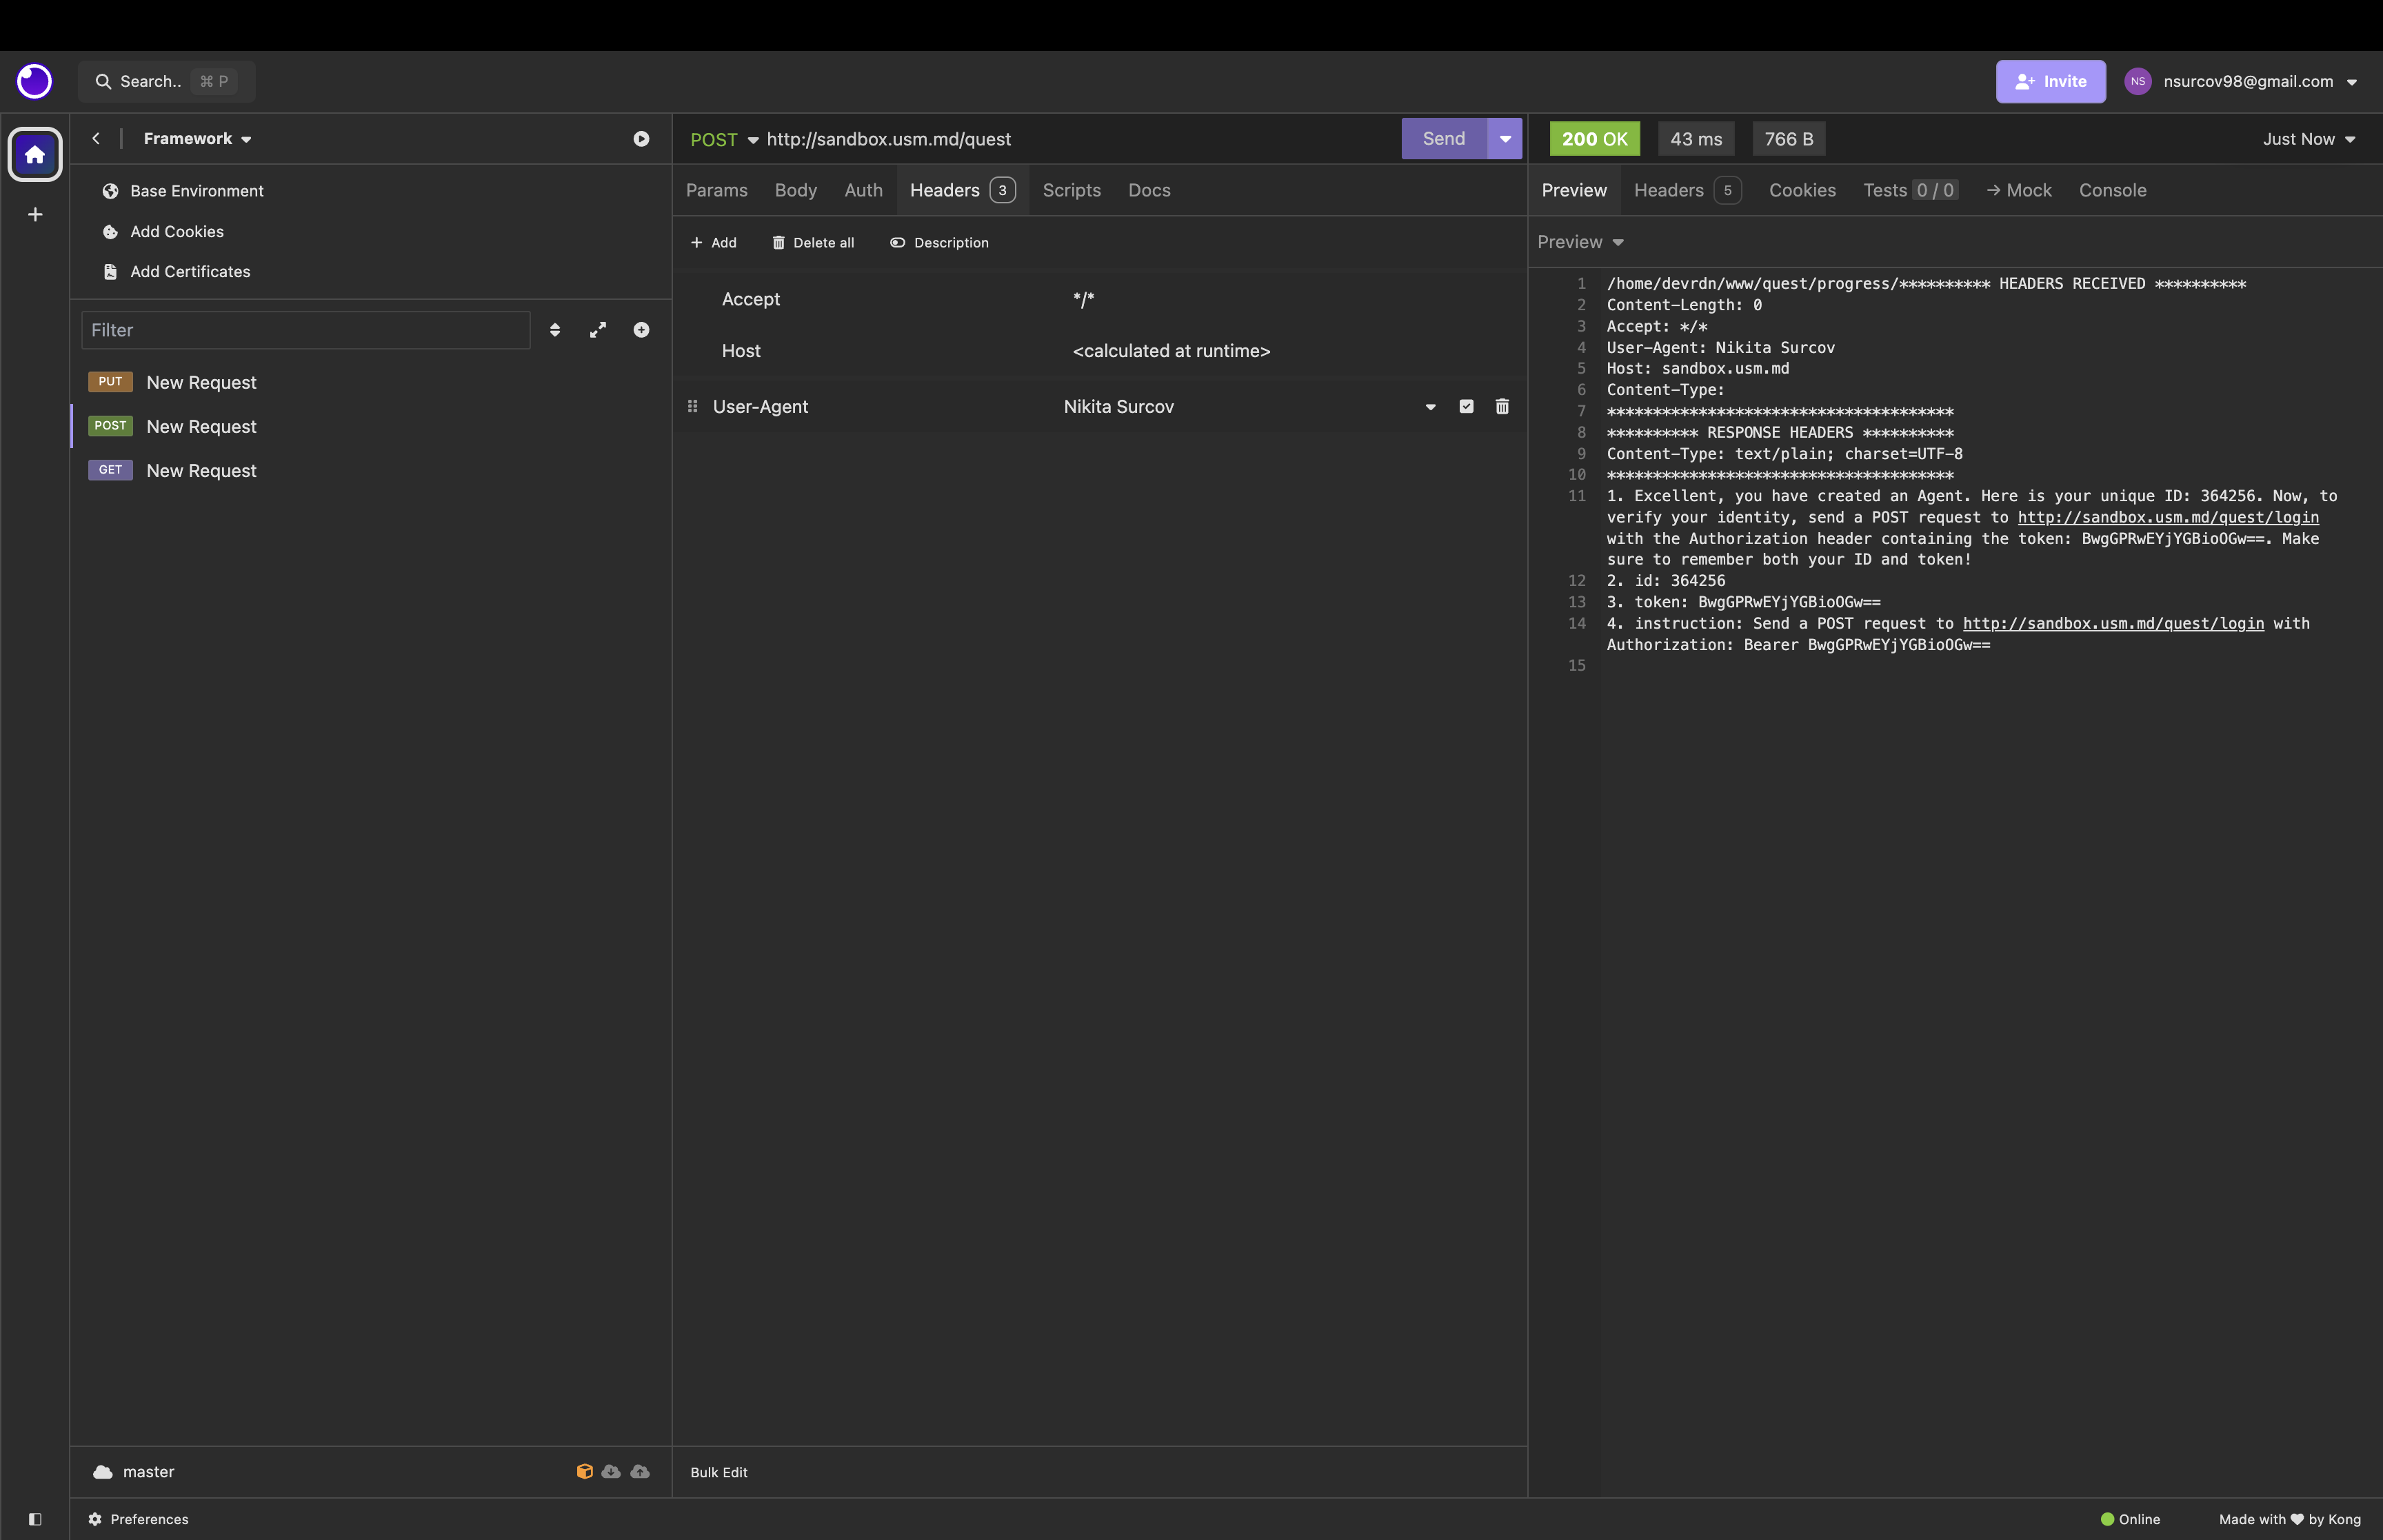 Search.. ⌘ P
Invite
NS
nsurcov98@gmail.com
Framework
Base Environment
Add Cookies
Add Certificates
Filter
PUT New Request
POST New Request
GET New Request
master
Preferences
POST http://sandbox.usm.md/quest
Send
Params Body Auth Headers 3 Scripts Docs
+ Add Delete all Description
Accept */*
Host <calculated at runtime>
User-Agent Nikita Surcov
Bulk Edit
200 OK 43 ms 766 B Just Now
Preview Headers 5 Cookies Tests 0 / 0 → Mock Console
Preview
1 /home/devrdn/www/quest/progress/********** HEADERS RECEIVED **********
2 Content-Length: 0
3 Accept: */*
4 User-Agent: Nikita Surcov
5 Host: sandbox.usm.md
6 Content-Type:
7 **************************************
8 ********** RESPONSE HEADERS **********
9 Content-Type: text/plain; charset=UTF-8
10 **************************************
11 1. Excellent, you have created an Agent. Here is your unique ID: 364256. Now, to
verify your identity, send a POST request to http://sandbox.usm.md/quest/login
with the Authorization header containing the token: BwgGPRwEYjYGBioOGw==. Make
sure to remember both your ID and token!
12 2. id: 364256
13 3. token: BwgGPRwEYjYGBioOGw==
14 4. instruction: Send a POST request to http://sandbox.usm.md/quest/login with
Authorization: Bearer BwgGPRwEYjYGBioOGw==
15
Online
Made with ♥ by Kong